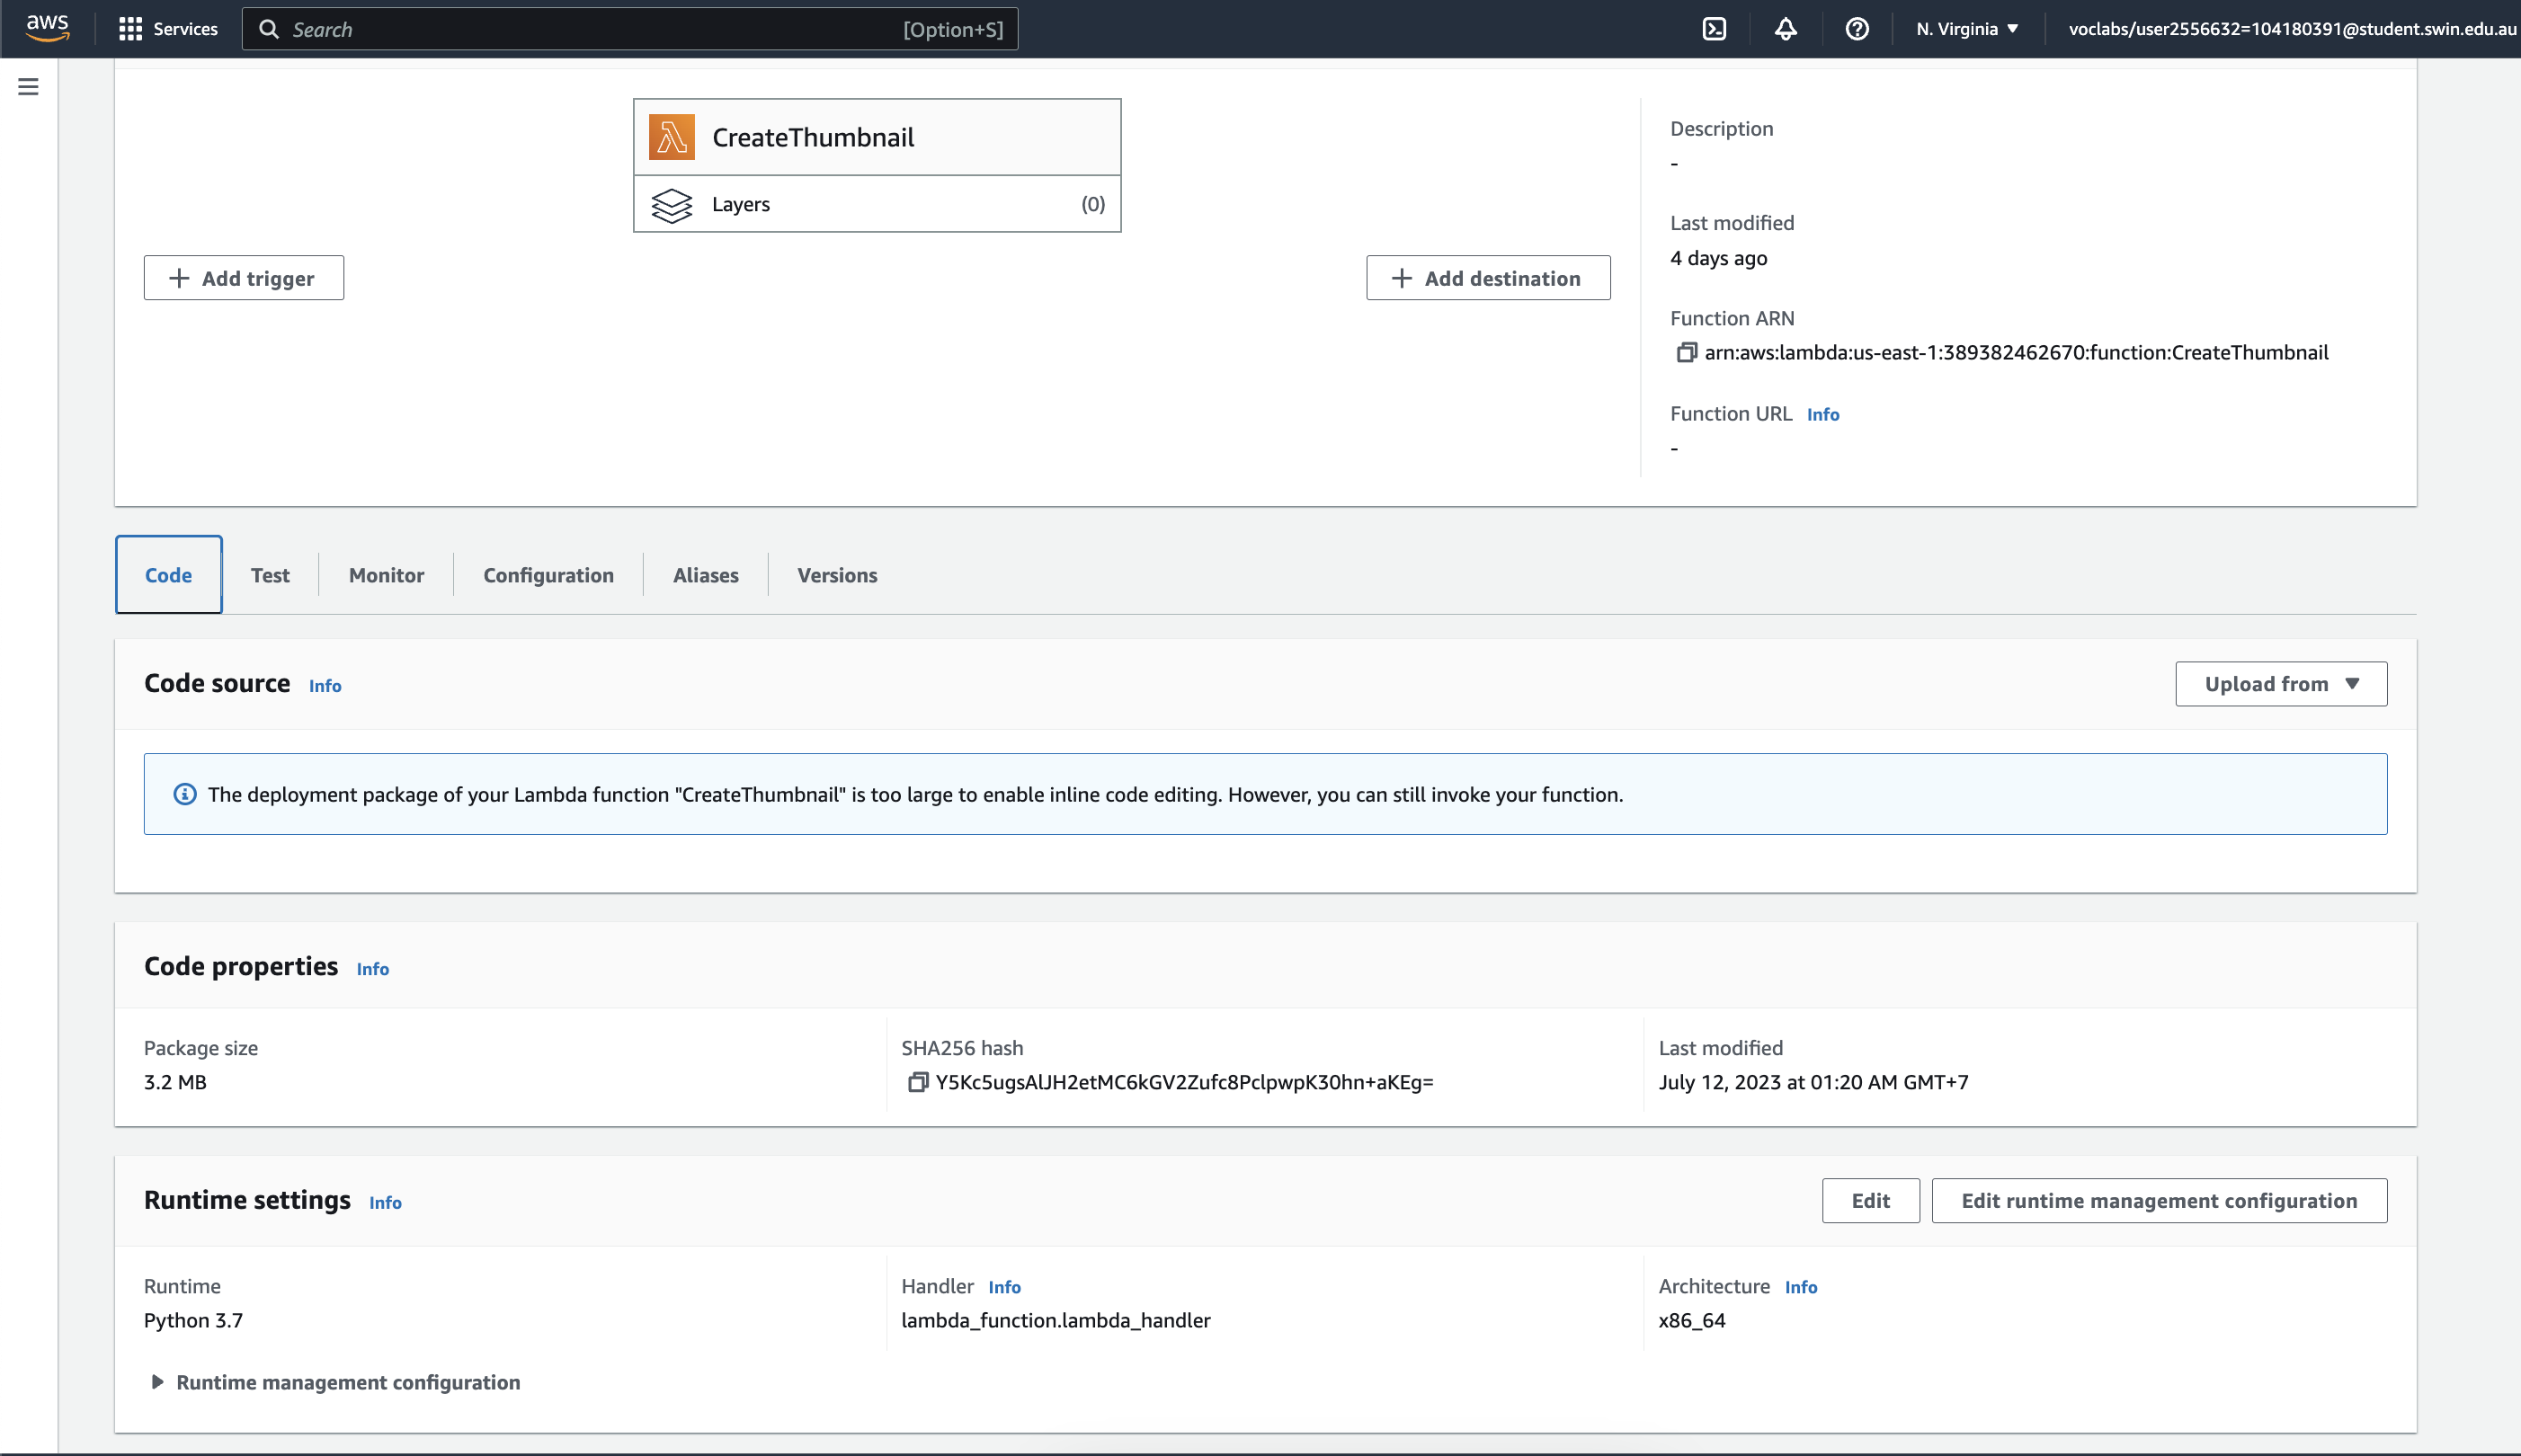 aws
Services
Search
[Option+S]
N. Virginia
voclabs/user2556632=104180391@student.swin.edu.au
CreateThumbnail
Layers
(0)
Add trigger
Add destination
Description
-
Last modified
4 days ago
Function ARN
arn:aws:lambda:us-east-1:389382462670:function:CreateThumbnail
Function URL Info
-
Code
Test
Monitor
Configuration
Aliases
Versions
Code source Info
Upload from
The deployment package of your Lambda function "CreateThumbnail" is too large to enable inline code editing. However, you can still invoke your function.
Code properties Info
Package size
3.2 MB
SHA256 hash
Y5Kc5ugsAlJH2etMC6kGV2Zufc8PclpwpK30hn+aKEg=
Last modified
July 12, 2023 at 01:20 AM GMT+7
Runtime settings Info
Edit
Edit runtime management configuration
Runtime
Python 3.7
Handler Info
lambda_function.lambda_handler
Architecture Info
x86_64
Runtime management configuration